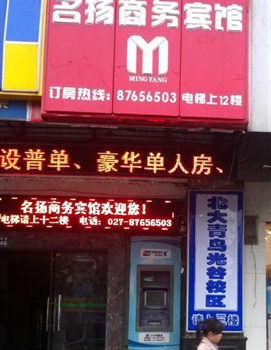 名扬商务宾馆
MINGYANG
订房热线：87656503 电梯上12楼
设普单、豪华单人房、
名扬商务宾馆欢迎您！
电梯请上十二楼 电话：027-87656503
北大青鸟光谷校区
请上三楼